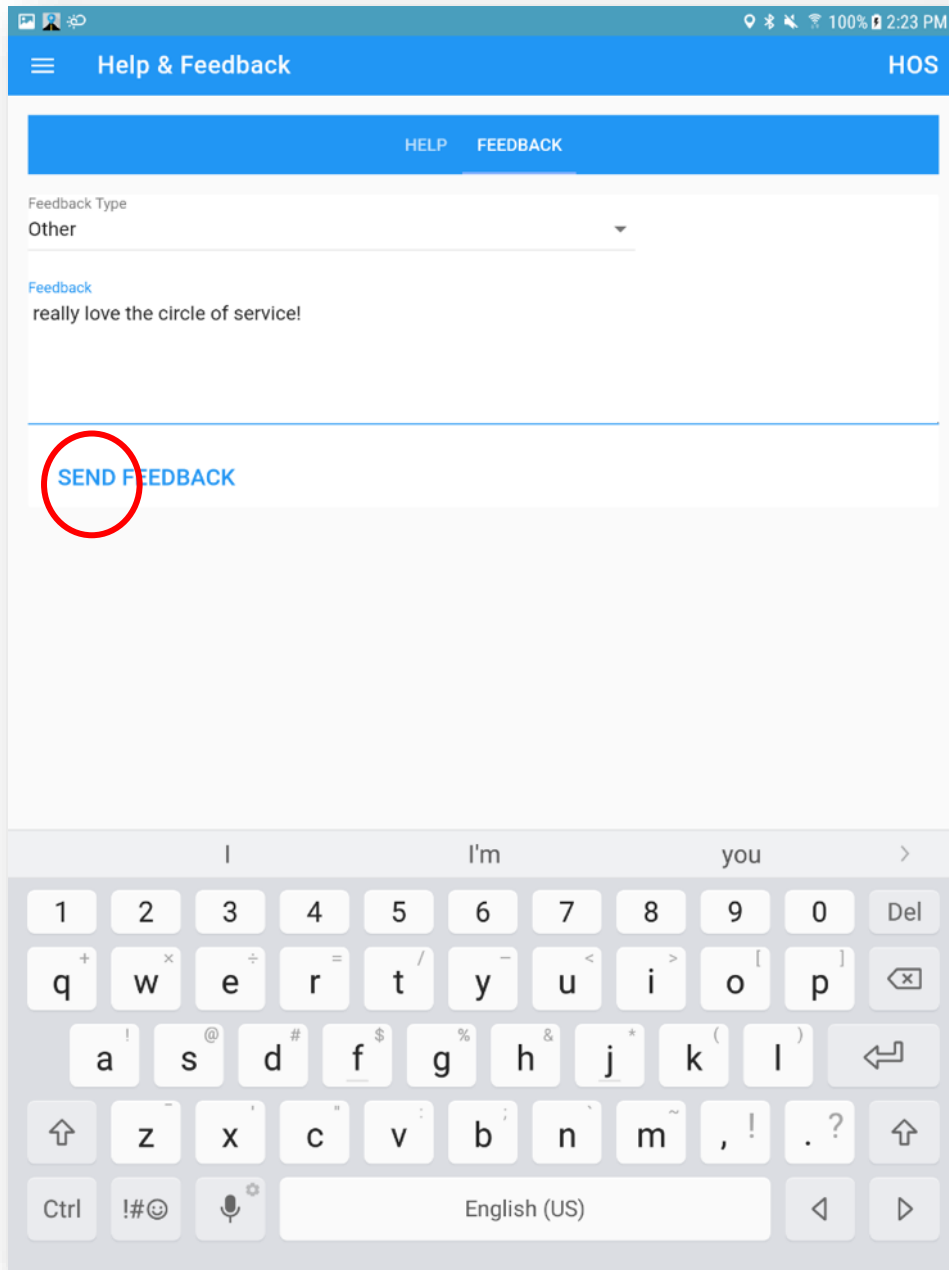 100% 2:23 PM
Help & Feedback HOS
HELP FEEDBACK
Feedback Type
Other
Feedback
really love the circle of service!
SEND FEEDBACK
I I'm you
1 2 3 4 5 6 7 8 9 0 Del
+ × ÷ = / _ < > [ ]
q w e r t y u i o p
! @ # $ % & * ( )
a s d f g h j k l
- ' " : ; ` ~ ! ?
z x c v b n m , .
Ctrl !#☺ English (US)